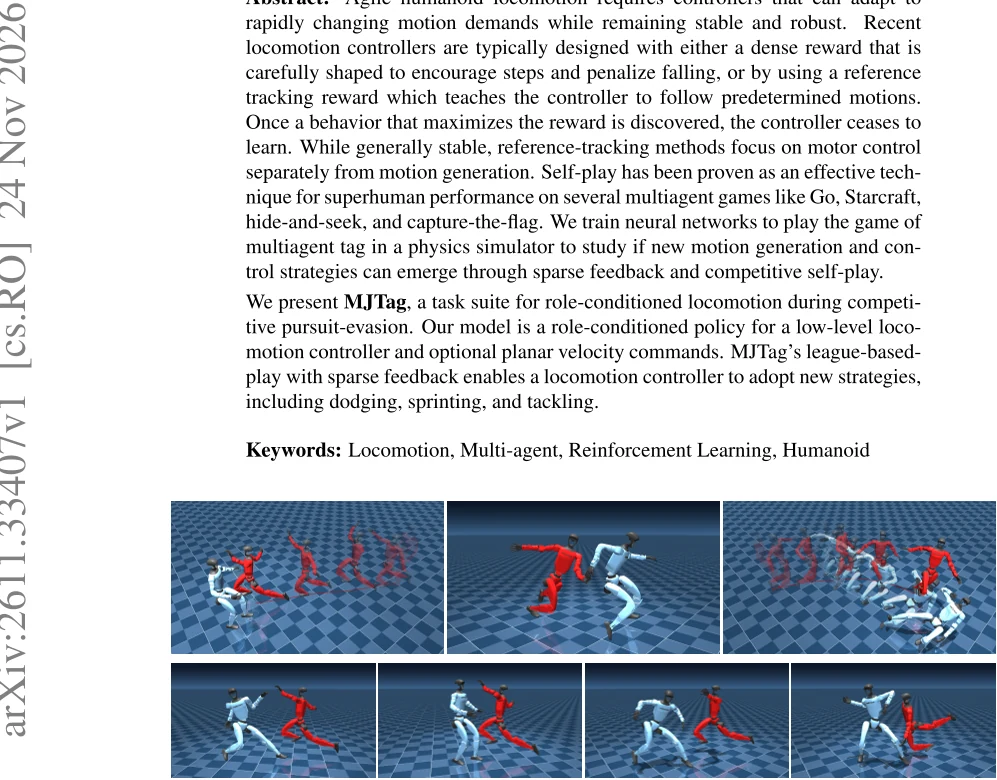 Abstract: Agile humanoid locomotion requires controllers that can adapt to
rapidly changing motion demands while remaining stable and robust. Recent
locomotion controllers are typically designed with either a dense reward that is
carefully shaped to encourage steps and penalize falling, or by using a reference
tracking reward which teaches the controller to follow predetermined motions.
Once a behavior that maximizes the reward is discovered, the controller ceases to
learn. While generally stable, reference-tracking methods focus on motor control
separately from motion generation. Self-play has been proven as an effective tech-
nique for superhuman performance on several multiagent games like Go, Starcraft,
hide-and-seek, and capture-the-flag. We train neural networks to play the game of
multiagent tag in a physics simulator to study if new motion generation and con-
trol strategies can emerge through sparse feedback and competitive self-play.
We present MJTag, a task suite for role-conditioned locomotion during competi-
tive pursuit-evasion. Our model is a role-conditioned policy for a low-level loco-
motion controller and optional planar velocity commands. MJTag's league-based-
play with sparse feedback enables a locomotion controller to adopt new strategies,
including dodging, sprinting, and tackling.
Keywords: Locomotion, Multi-agent, Reinforcement Learning, Humanoid
arXiv:2611.33407v1 [cs.RO] 24 Nov 2026